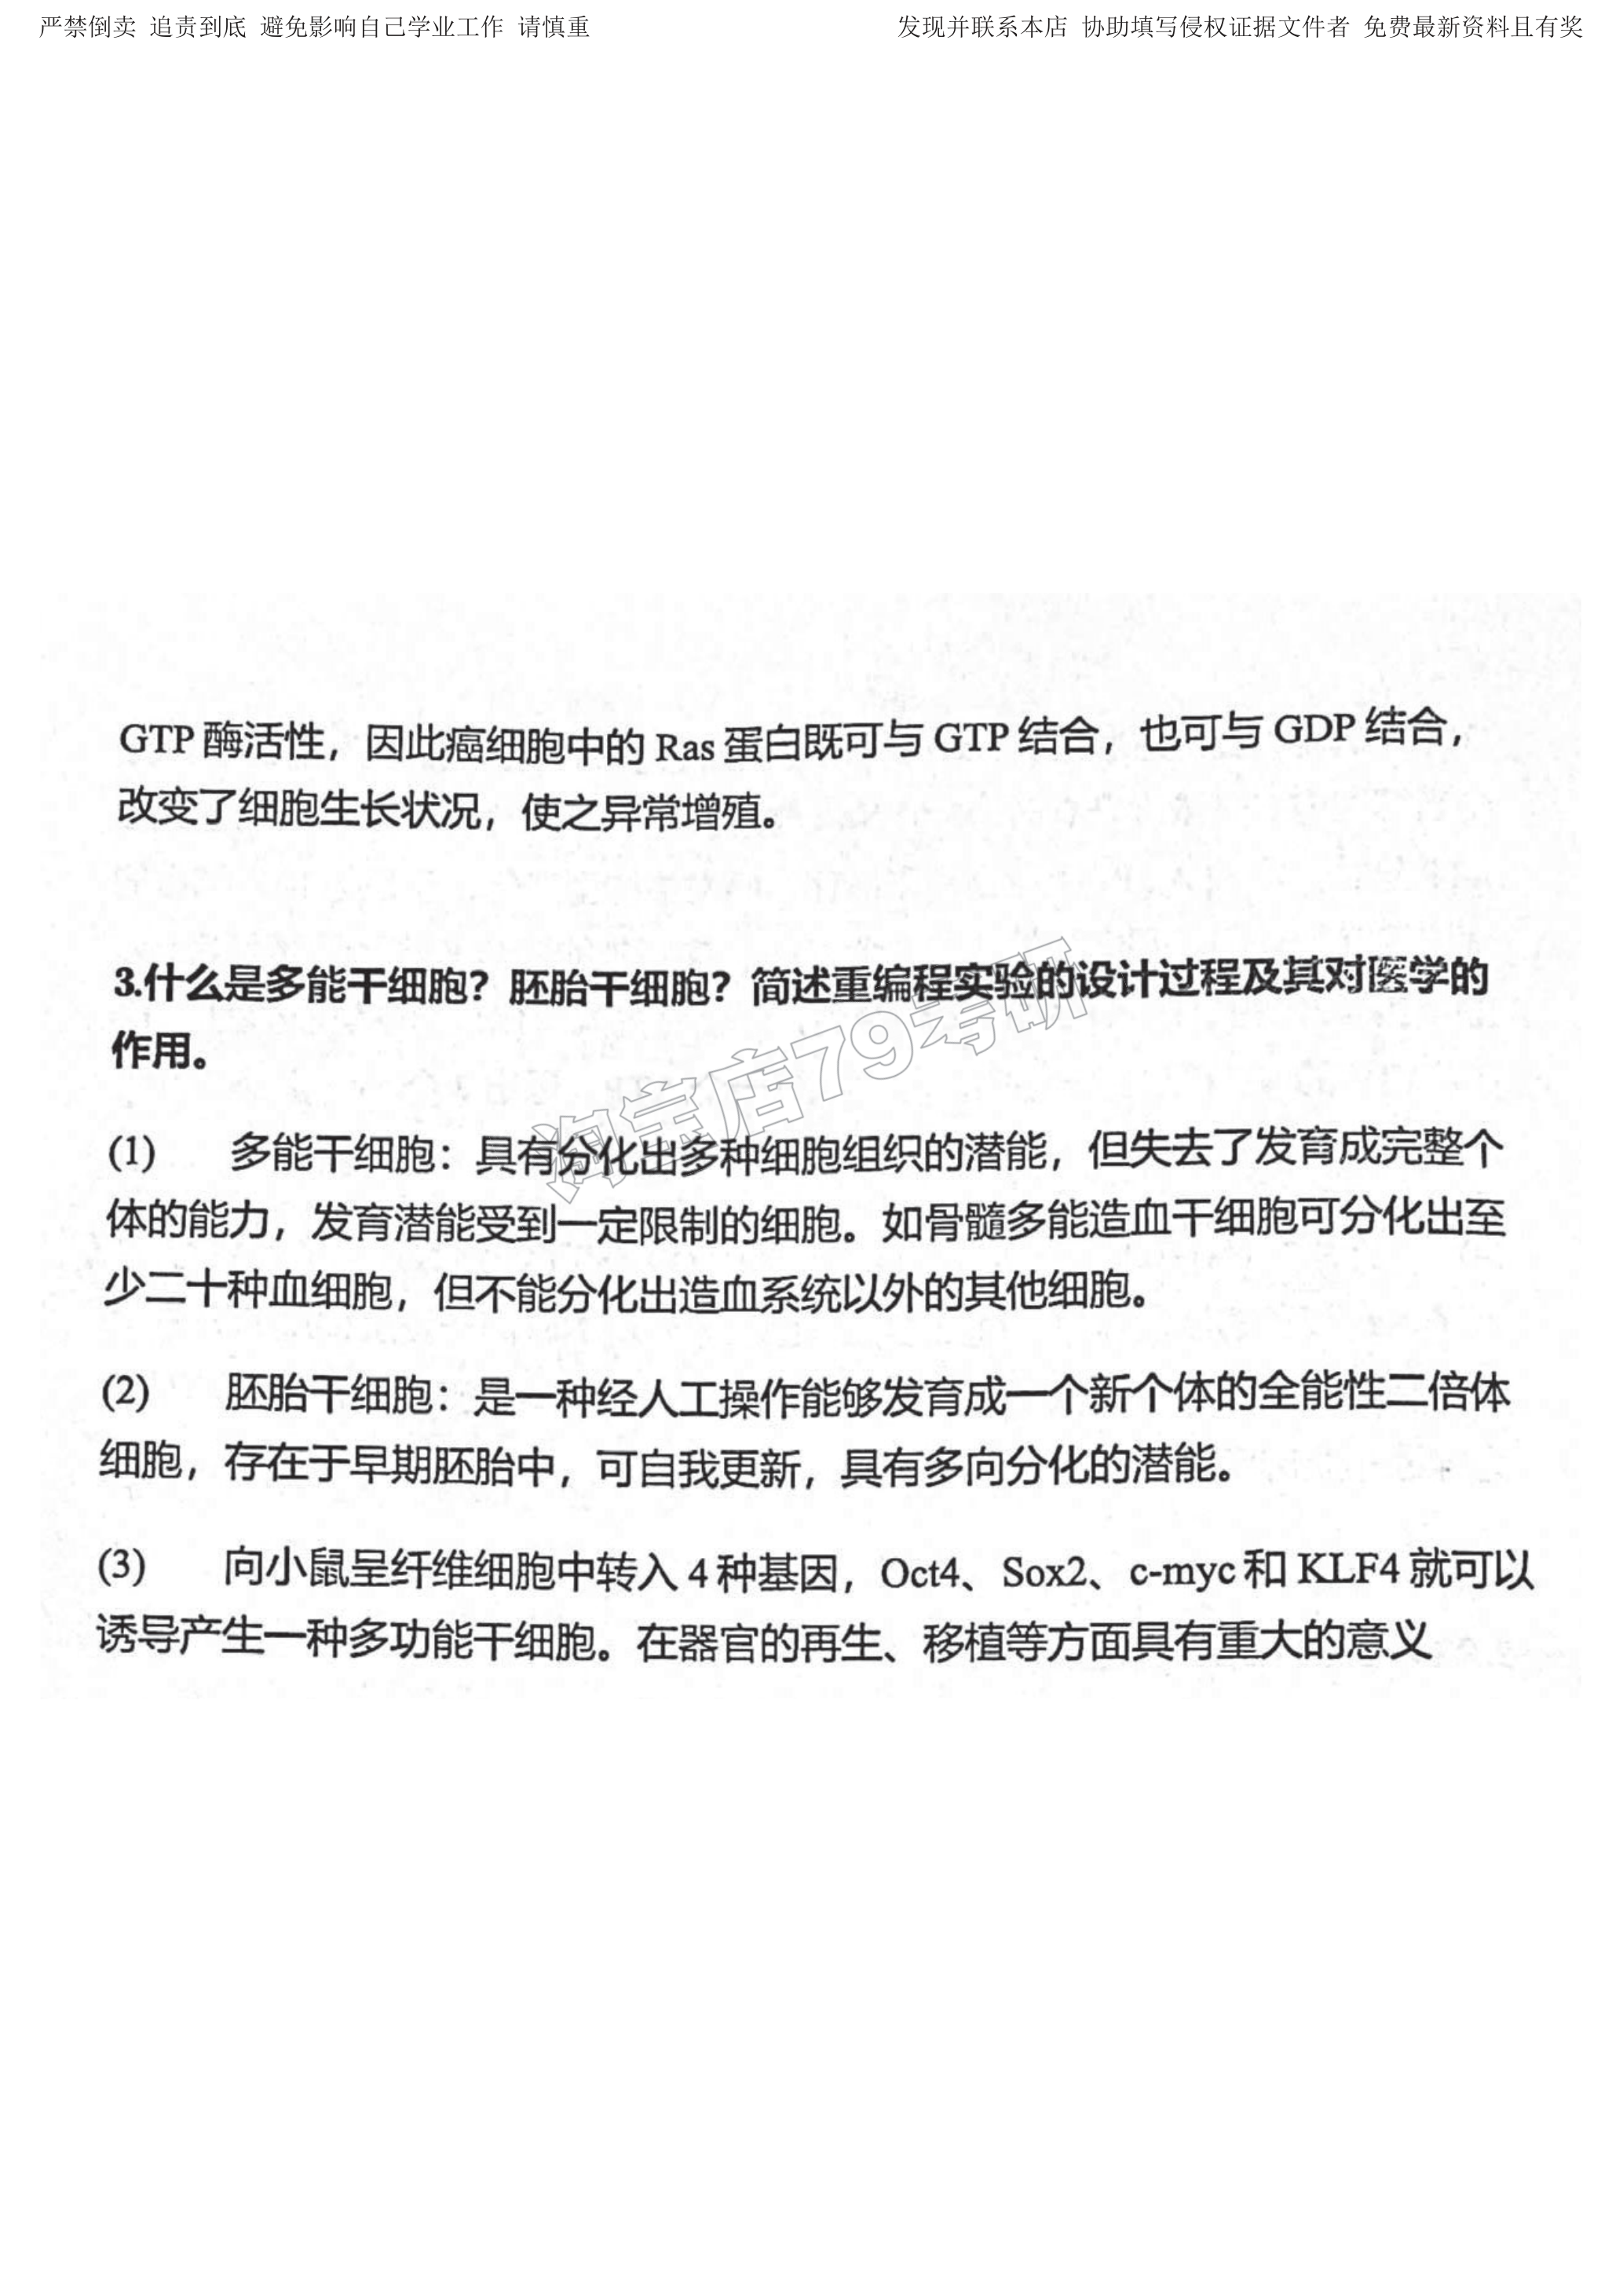 严禁倒卖 追责到底 避免影响自己学业工作 请慎重
发现并联系本店 协助填写侵权证据文件者 免费最新资料且有奖
GTP 酶活性，因此癌细胞中的 Ras 蛋白既可与 GTP 结合，也可与 GDP 结合，
改变了细胞生长状况，使之异常增殖。
3.什么是多能干细胞？胚胎干细胞？简述重编程实验的设计过程及其对医学的
作用。
淘宝店79考研
(1) 多能干细胞：具有分化出多种细胞组织的潜能，但失去了发育成完整个
体的能力，发育潜能受到一定限制的细胞。如骨髓多能造血干细胞可分化出至
少二十种血细胞，但不能分化出造血系统以外的其他细胞。
(2) 胚胎干细胞：是一种经人工操作能够发育成一个新个体的全能性二倍体
细胞，存在于早期胚胎中，可自我更新，具有多向分化的潜能。
(3) 向小鼠呈纤维细胞中转入 4 种基因，Oct4、Sox2、c-myc 和 KLF4 就可以
诱导产生一种多功能干细胞。在器官的再生、移植等方面具有重大的意义